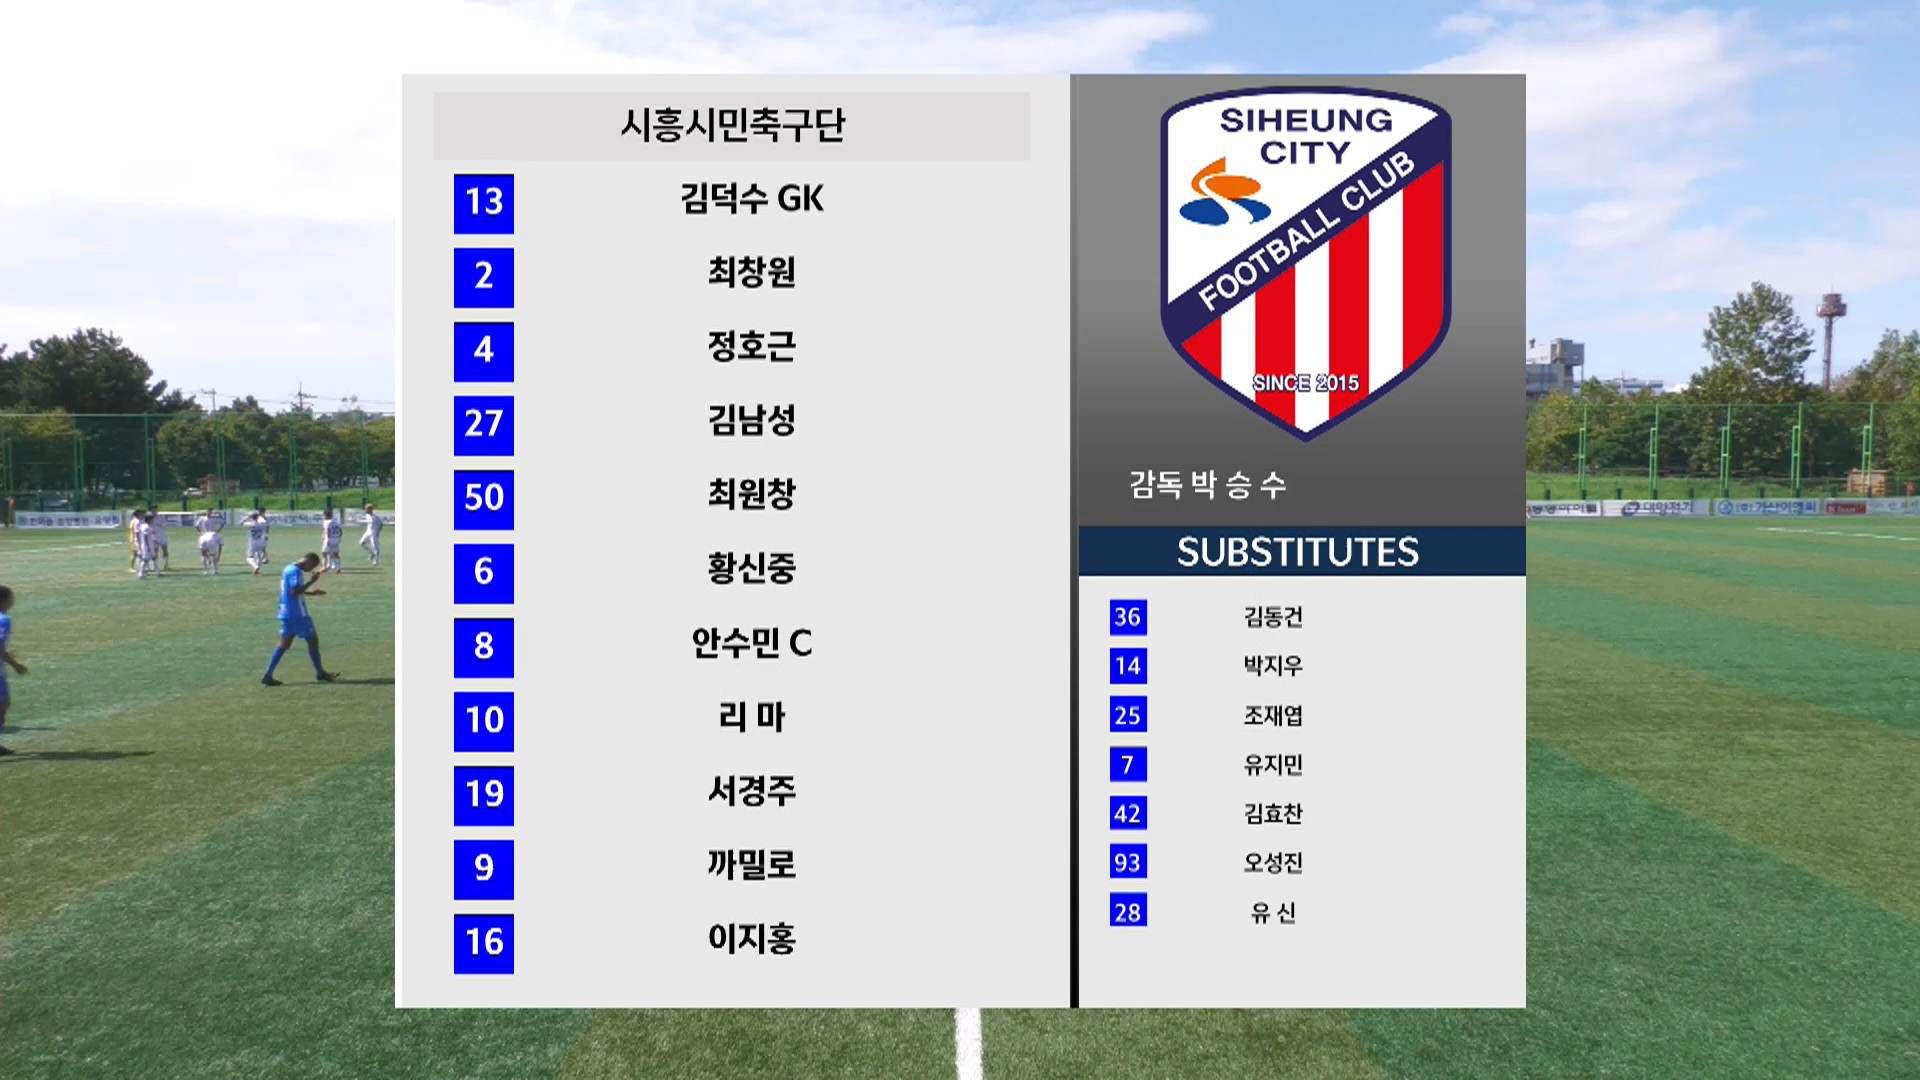 시흥시민축구단
13 김덕수 GK
2 최창원
4 정호근
27 김남성
50 최원창
6 황신중
8 안수민 C
10 리 마
19 서경주
9 까밀로
16 이지홍
SIHEUNG
CITY
FOOTBALL CLUB
SINCE 2015
감독 박 승 수
SUBSTITUTES
36 김동건
14 박지우
25 조재엽
7 유지민
42 김효찬
93 오성진
28 유 신